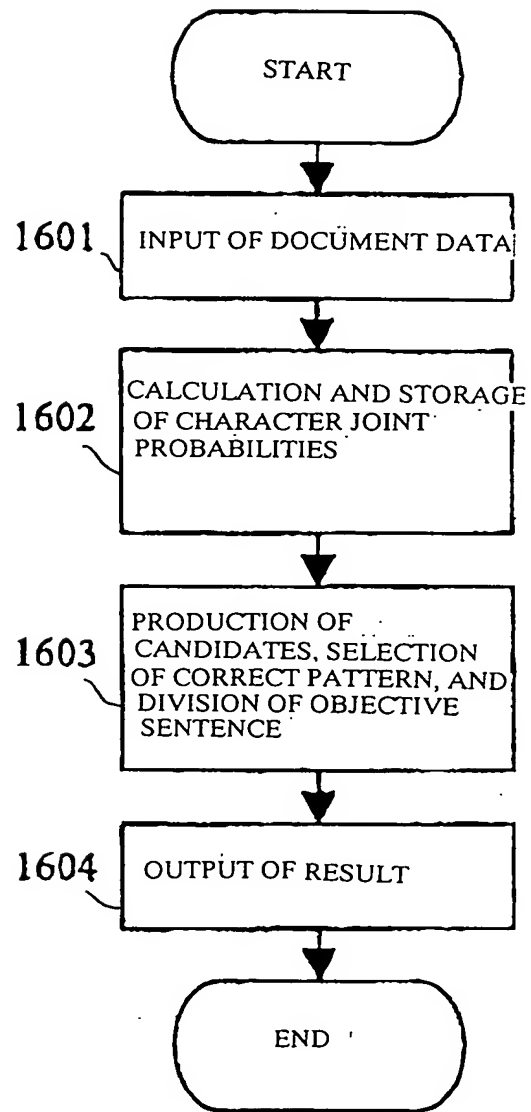 START
1601
INPUT OF DOCUMENT DATA
1602
CALCULATION AND STORAGE
OF CHARACTER JOINT
PROBABILITIES
1603
PRODUCTION OF
CANDIDATES, SELECTION
OF CORRECT PATTERN, AND
DIVISION OF OBJECTIVE
SENTENCE
1604
OUTPUT OF RESULT
END